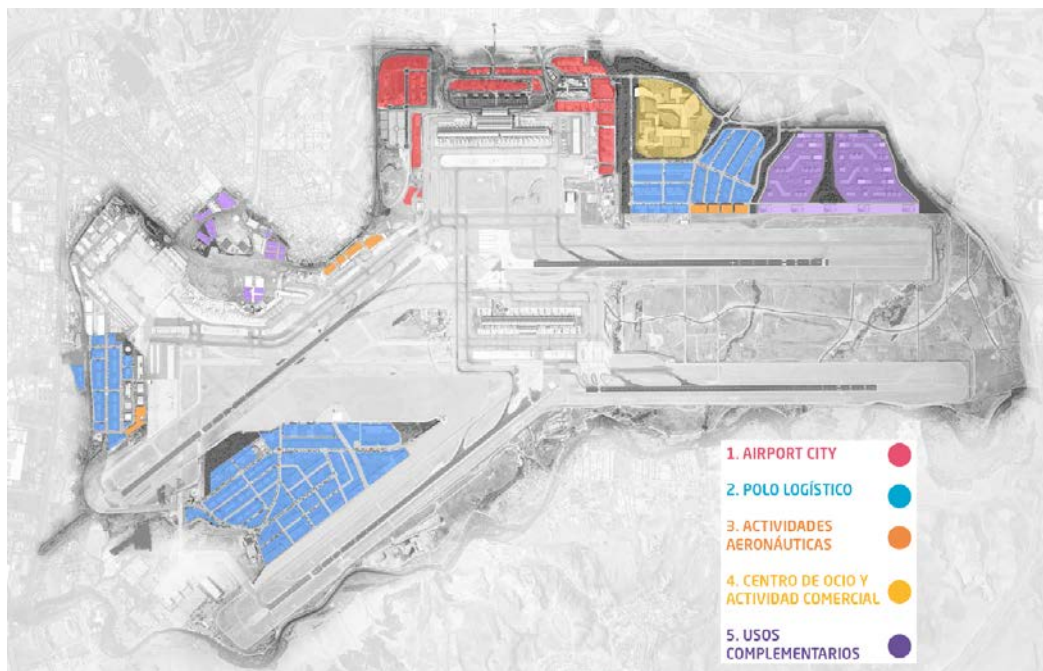 1. AIRPORT CITY
2. POLO LOGÍSTICO
3. ACTIVIDADES
AERONÁUTICAS
4. CENTRO DE OCIO Y
ACTIVIDAD COMERCIAL
5. USOS
COMPLEMENTARIOS